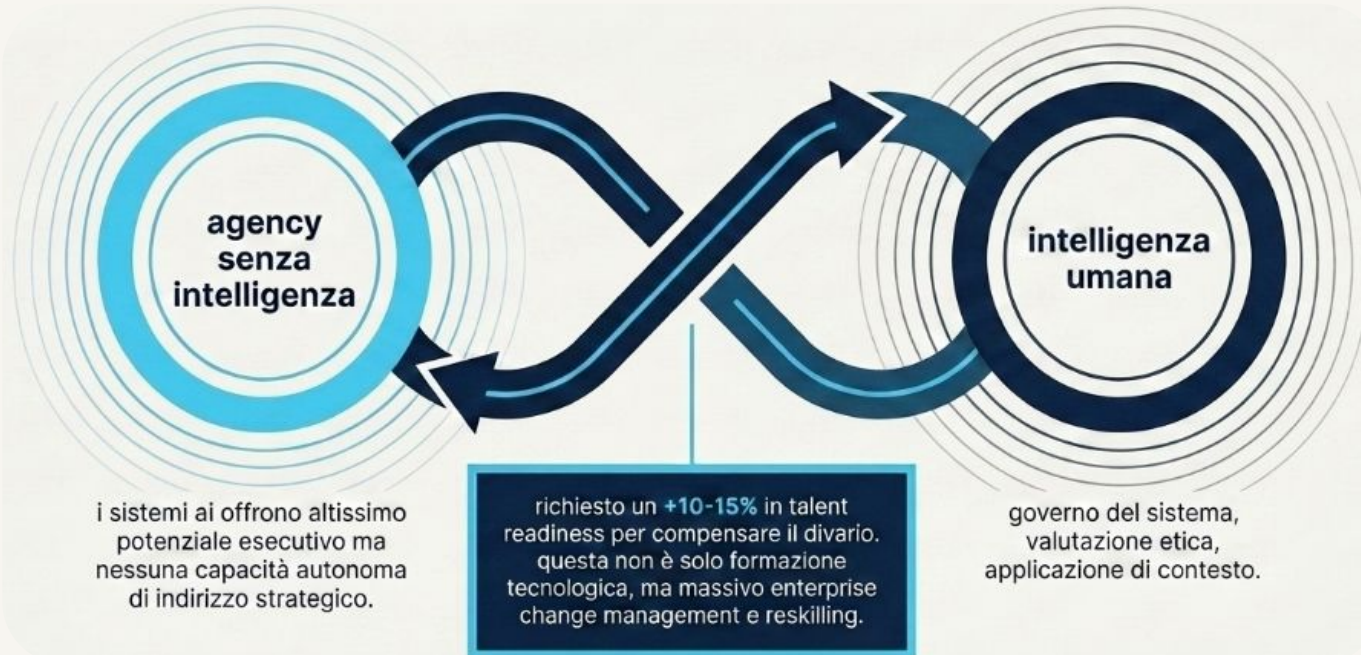 agency
senza
intelligenza
intelligenza
umana
i sistemi ai offrono altissimo
potenziale esecutivo ma
nessuna capacità autonoma
di indirizzo strategico.
richiesto un +10-15% in talent
readiness per compensare il divario.
questa non è solo formazione
tecnologica, ma massivo enterprise
change management e reskilling.
governo del sistema,
valutazione etica,
applicazione di contesto.